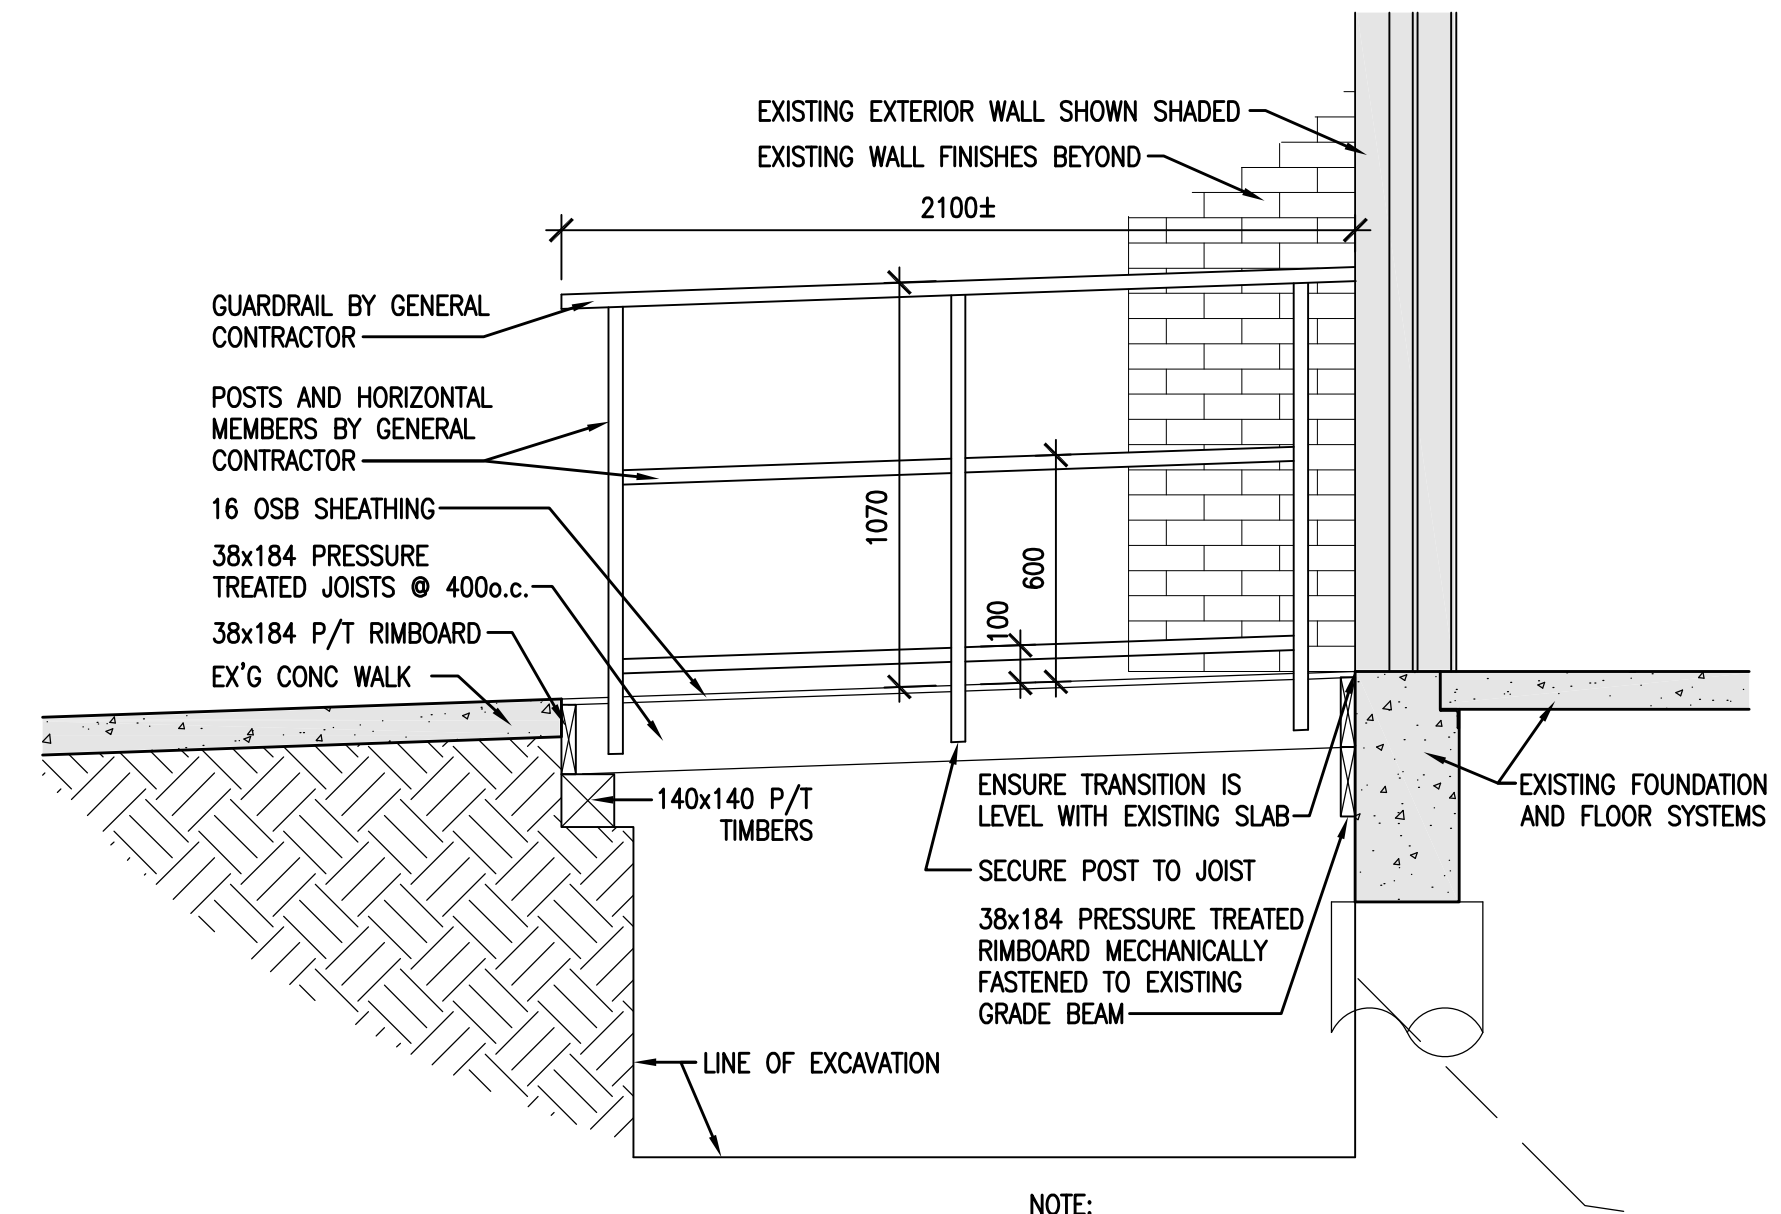 EXISTING EXTERIOR WALL SHOWN SHADED
EXISTING WALL FINISHES BEYOND
2100±
GUARDRAIL BY GENERAL
CONTRACTOR
POSTS AND HORIZONTAL
MEMBERS BY GENERAL
CONTRACTOR
16 OSB SHEATHING
38x184 PRESSURE
TREATED JOISTS @ 400o.c.
38x184 P/T RIMBOARD
EX'G CONC WALK
1070
600
100
140x140 P/T
TIMBERS
ENSURE TRANSITION IS
LEVEL WITH EXISTING SLAB
EXISTING FOUNDATION
AND FLOOR SYSTEMS
SECURE POST TO JOIST
38x184 PRESSURE TREATED
RIMBOARD MECHANICALLY
FASTENED TO EXISTING
GRADE BEAM
LINE OF EXCAVATION
NOTE: